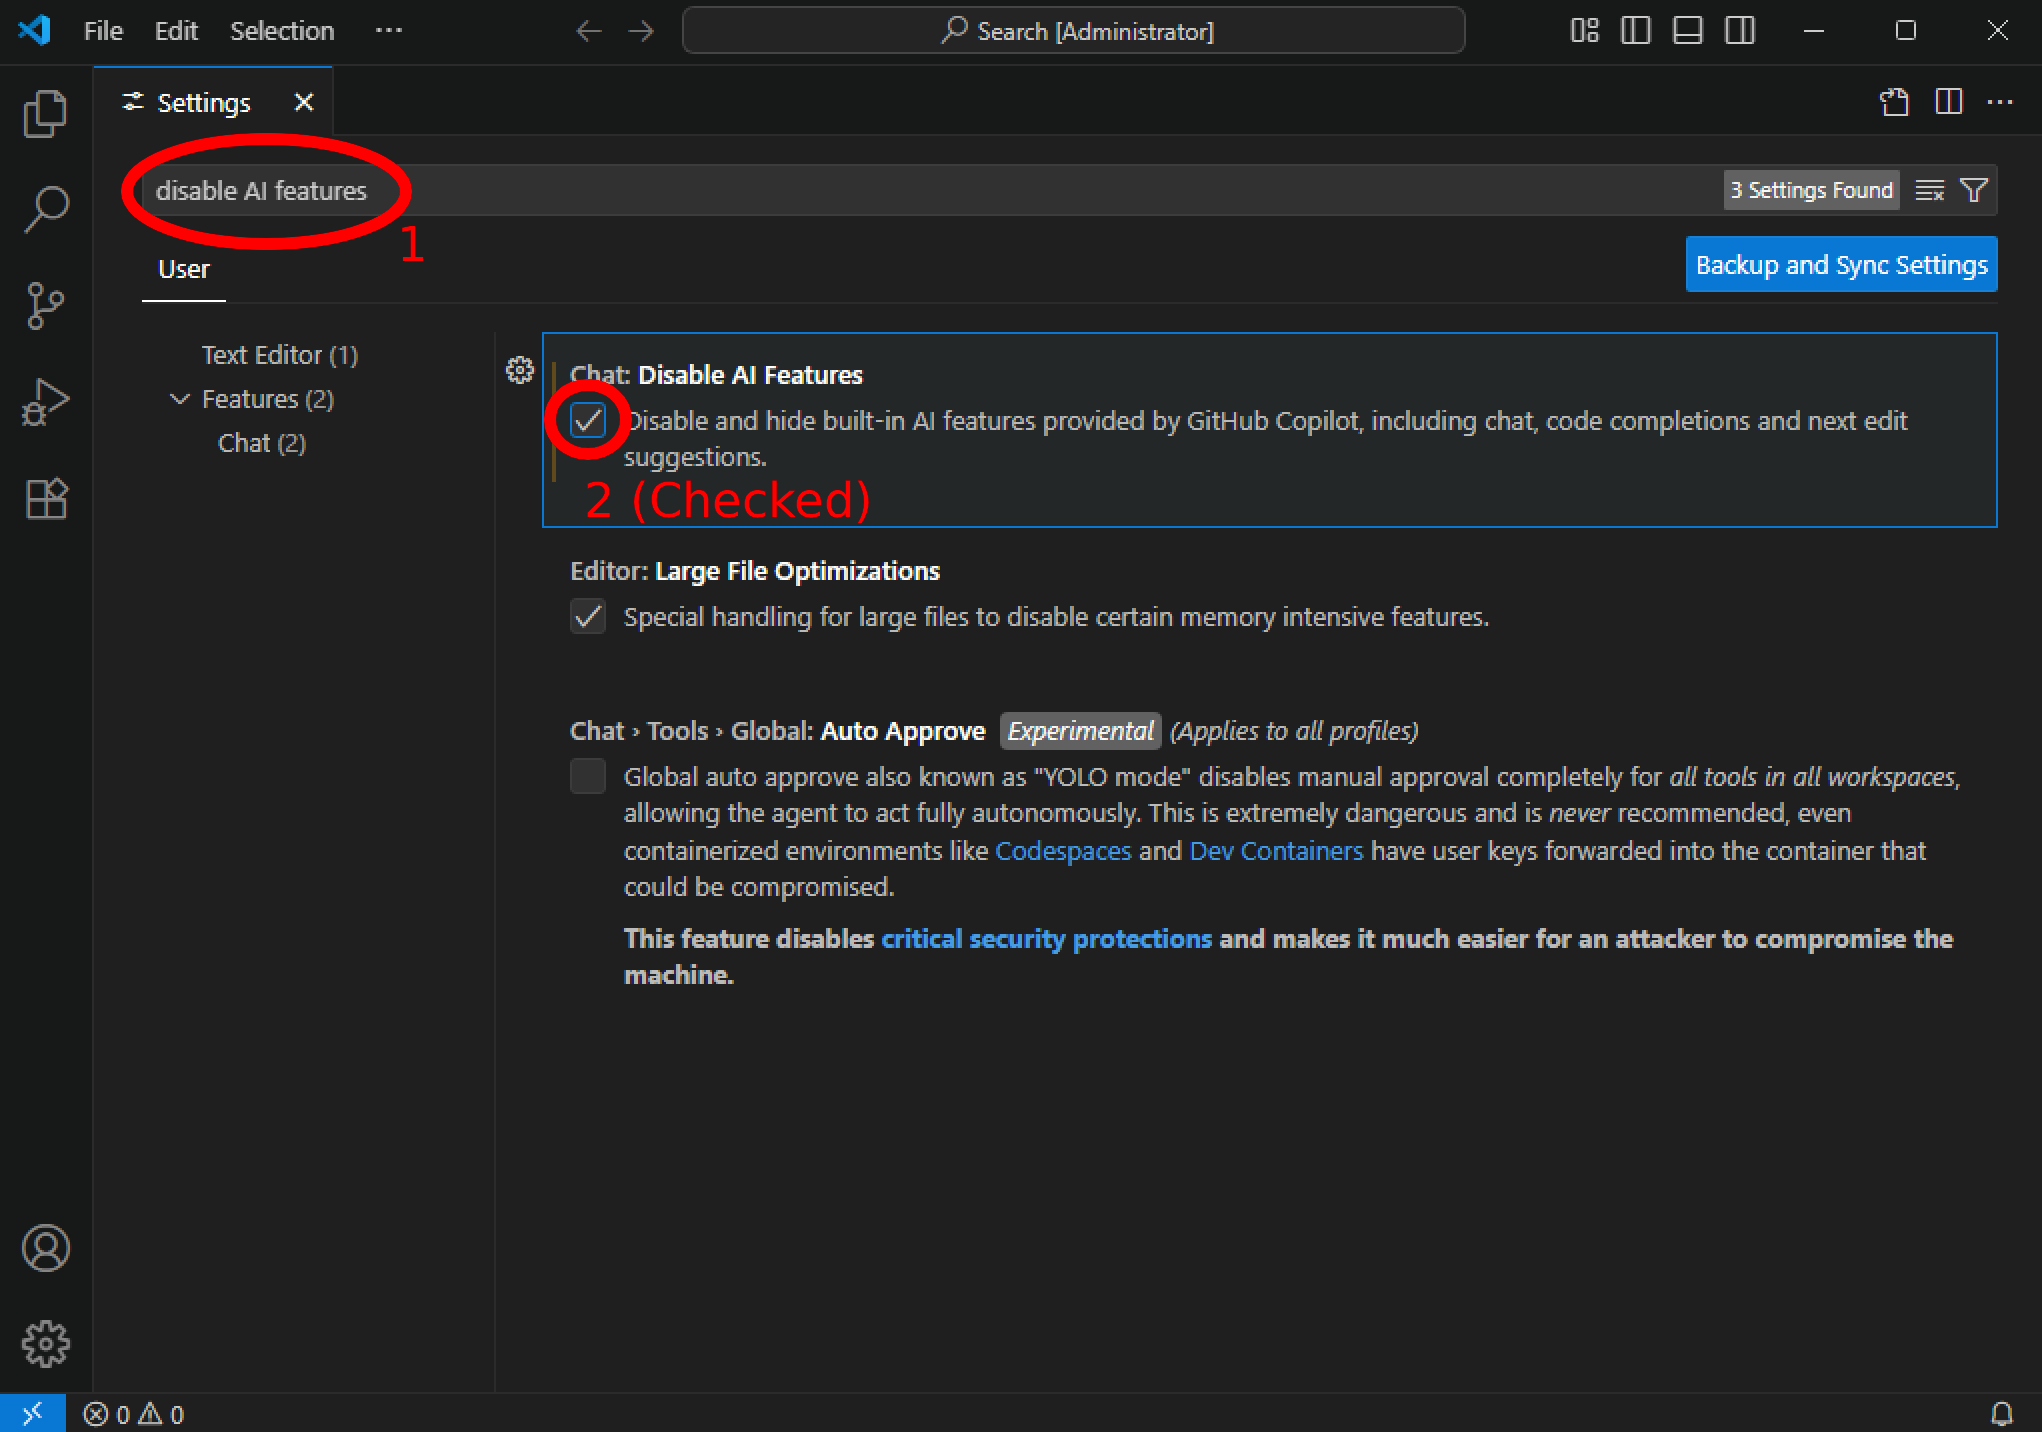 File Edit Selection ···
Search [Administrator]
Settings
disable AI features
3 Settings Found
1
User
Backup and Sync Settings
Text Editor (1)
Features (2)
Chat (2)
Chat: Disable AI Features
Disable and hide built-in AI features provided by GitHub Copilot, including chat, code completions and next edit
suggestions.
2 (Checked)
Editor: Large File Optimizations
Special handling for large files to disable certain memory intensive features.
Chat › Tools › Global: Auto Approve Experimental (Applies to all profiles)
Global auto approve also known as "YOLO mode" disables manual approval completely for all tools in all workspaces,
allowing the agent to act fully autonomously. This is extremely dangerous and is never recommended, even
containerized environments like Codespaces and Dev Containers have user keys forwarded into the container that
could be compromised.
This feature disables critical security protections and makes it much easier for an attacker to compromise the
machine.
0 0